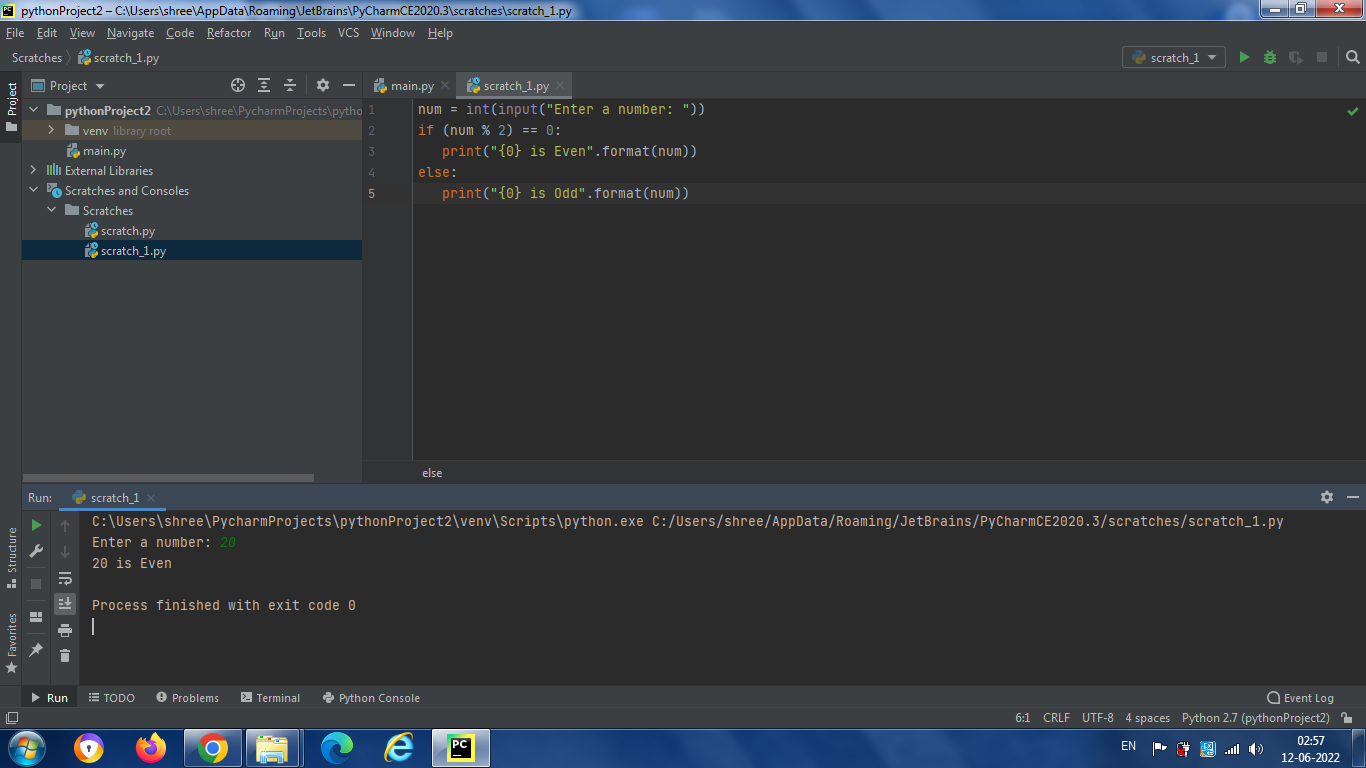 pythonProject2 – C:\Users\shree\AppData\Roaming\JetBrains\PyCharmCE2020.3\scratches\scratch_1.py
File Edit View Navigate Code Refactor Run Tools VCS Window Help
Scratches scratch_1.py
scratch_1
Project
Project
main.py
scratch_1.py
pythonProject2 C:\Users\shree\PycharmProjects\pytho
venv library root
main.py
External Libraries
Scratches and Consoles
Scratches
scratch.py
scratch_1.py
1 num = int(input("Enter a number: "))
2 if (num % 2) == 0:
3 print("{0} is Even".format(num))
4 else:
5 print("{0} is Odd".format(num))
else
Run: scratch_1
C:\Users\shree\PycharmProjects\pythonProject2\venv\Scripts\python.exe C:/Users/shree/AppData/Roaming/JetBrains/PyCharmCE2020.3/scratches/scratch_1.py
Enter a number: 20
20 is Even
Process finished with exit code 0
Structure
Favorites
Run TODO Problems Terminal Python Console Event Log
6:1 CRLF UTF-8 4 spaces Python 2.7 (pythonProject2)
PC
EN
02:57
12-06-2022